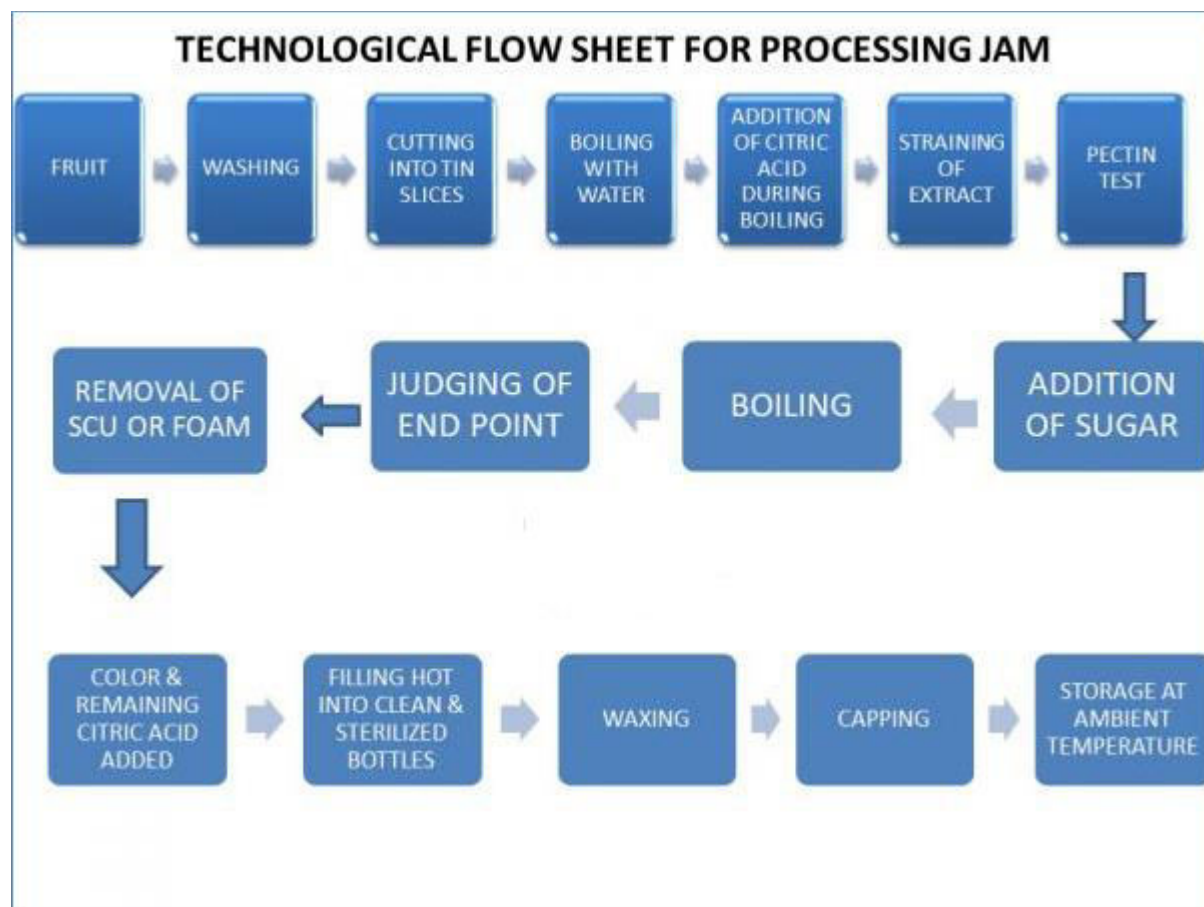 TECHNOLOGICAL FLOW SHEET FOR PROCESSING JAM
FRUIT
WASHING
CUTTING
INTO TIN
SLICES
BOILING
WITH
WATER
ADDITION
OF CITRIC
ACID
DURING
BOILING
STRAINING
OF
EXTRACT
PECTIN
TEST
ADDITION
OF SUGAR
BOILING
JUDGING OF
END POINT
REMOVAL OF
SCU OR FOAM
COLOR &
REMAINING
CITRIC ACID
ADDED
FILLING HOT
INTO CLEAN &
STERILIZED
BOTTLES
WAXING
CAPPING
STORAGE AT
AMBIENT
TEMPERATURE